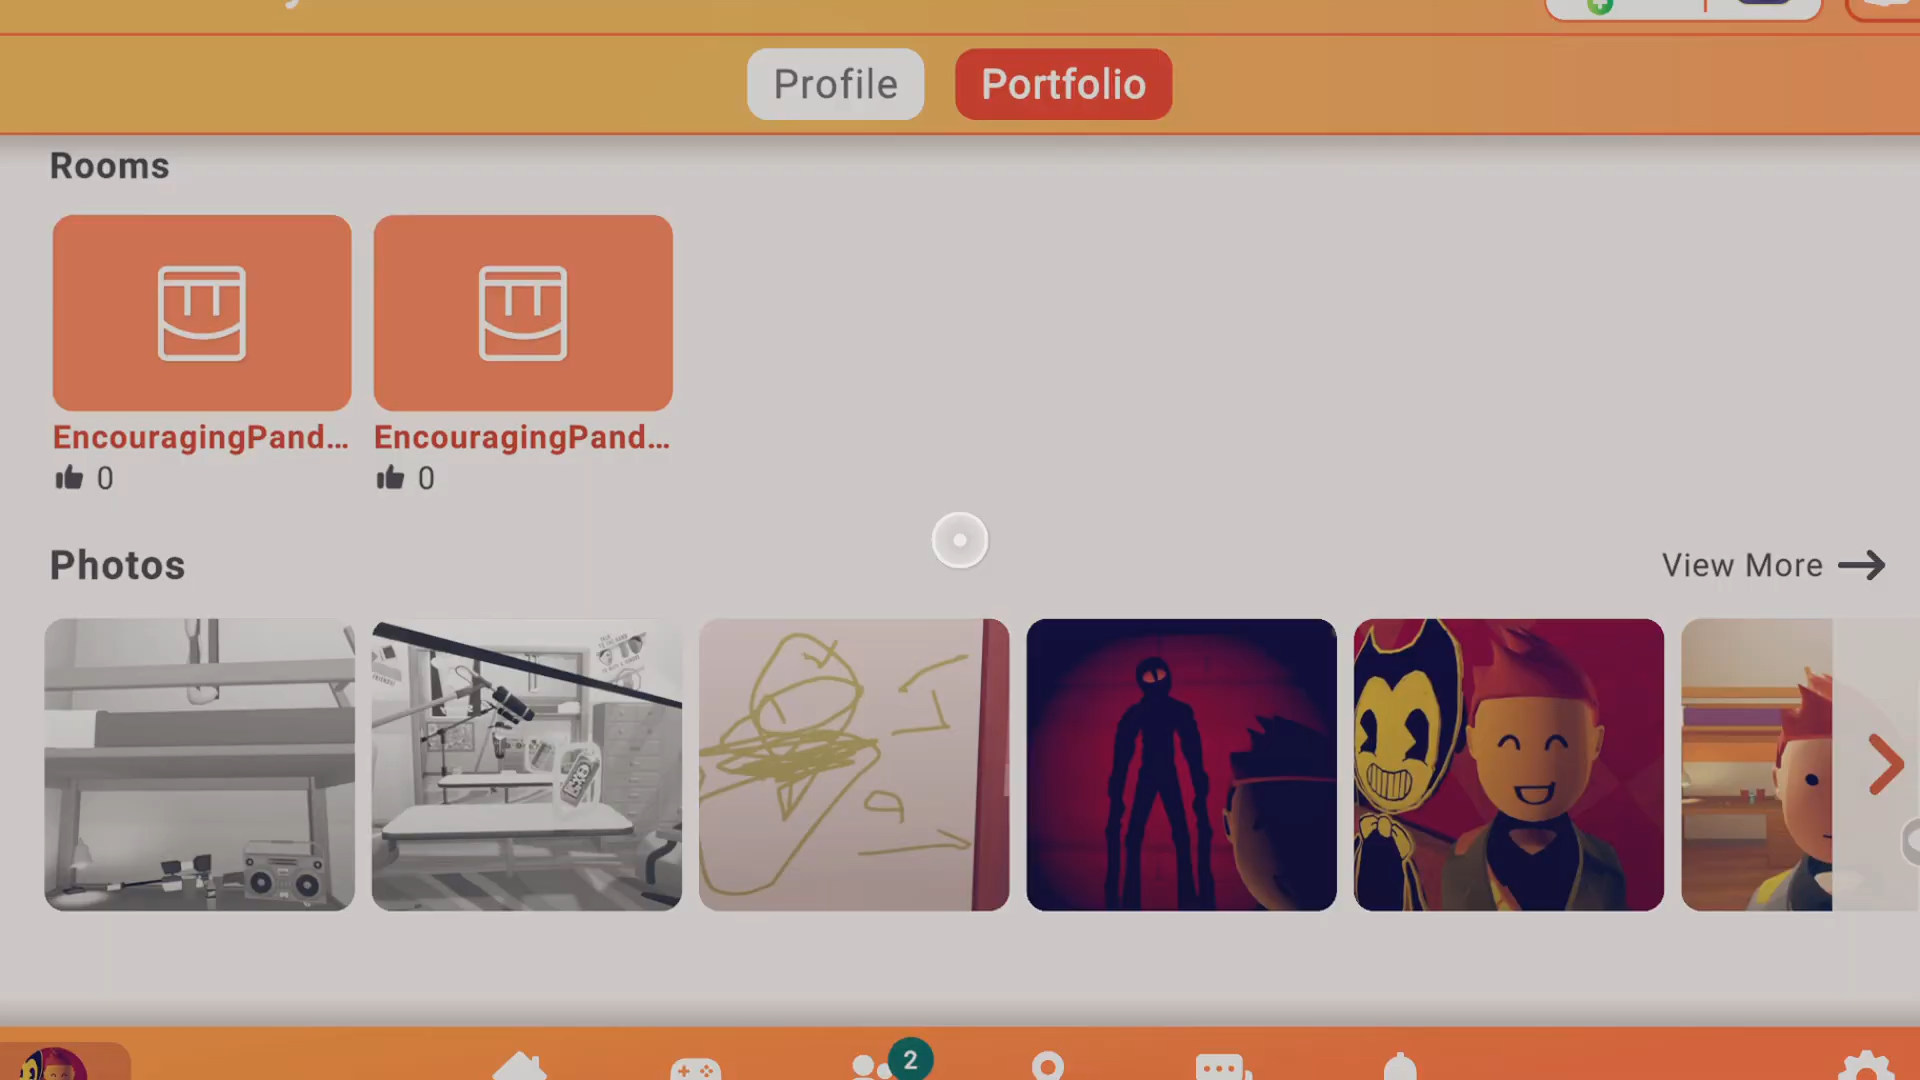 Profile
Portfolio
Rooms
EncouragingPand...
EncouragingPand...
0
0
Photos
View More
2